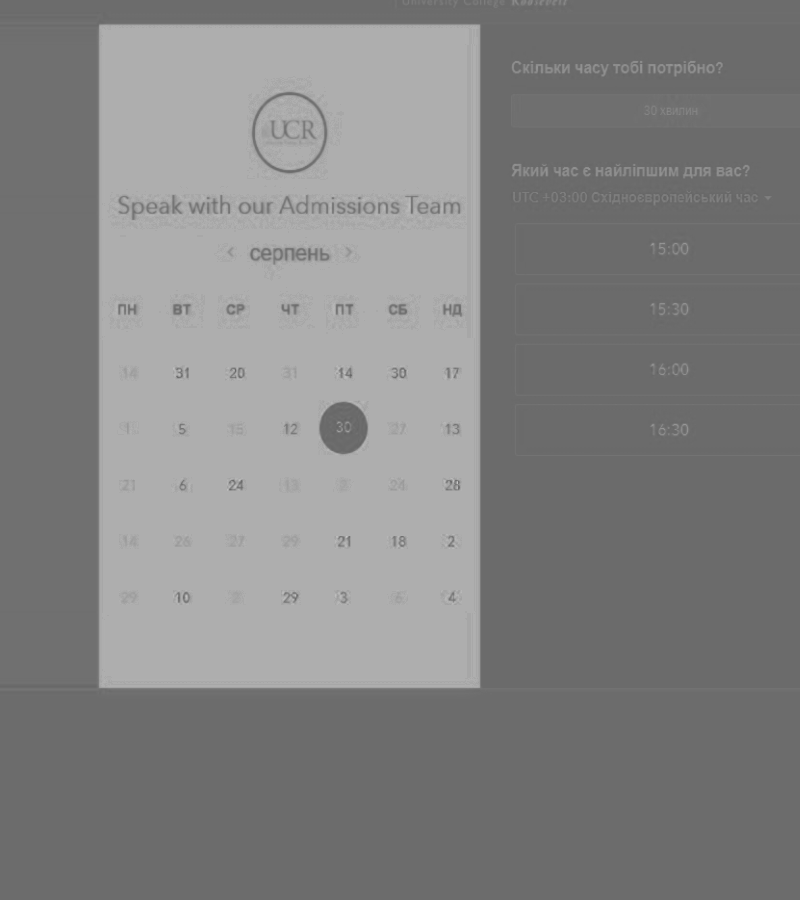 University College
UCR
Speak with our Admissions Team
< серпень >
ПН ВТ СР ЧТ ПТ СБ НД
14 31 20 31 14 30 17
1 5 15 12 30 27 13
21 6 24 13 2 24 28
14 26 27 29 21 18 2
29 10 2 29 3 6 4
Скільки часу тобі потрібно?
30 хвилин
Який час є найліпшим для вас?
UTC +03:00 Східноєвропейський час
15:00
15:30
16:00
16:30